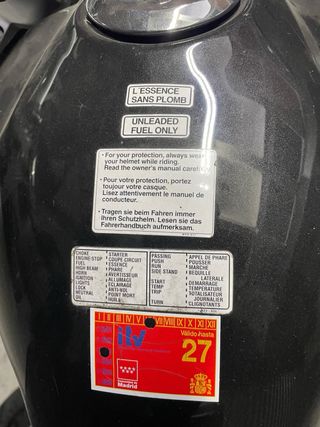 L'ESSENCE
SANS PLOMB
UNLEADED
FUEL ONLY
• For your protection, always wear
your helmet while riding.
Read the owner's manual carefully
• Pour votre protection, portez
toujour votre casque.
Lisez attentivement le manuel de
conducteur.
• Tragen sie beim Fahren immer
Ihren Schutzhelm. Lesen sie das
Fahrerhandbuch aufmerksam.
CHOKE STARTER PASSING APPEL DE PHARE
ENGINE STOP COUPE CIRCUIT PUSH POUSSER
FUEL ESSENCE RUN MARCHE
HIGH BEAM PHARE SIDE STAND BEQUILLE
HORN AVERTISSEUR LATERALE
IGNITION ALLUMAGE START DEMARRAGE
LIGHTS ECLAIRAGE TEMP TEMPERATURE
LOCK ANTI-VOL TRIP TOTALISATEUR
NEUTRAL POINT MORT JOURNALIER
OIL HUILE TURN CLIGNOTANTS
I II III IV V VII VIII IX X XI XII
itv
Válido hasta
27
Comunidad de
Madrid